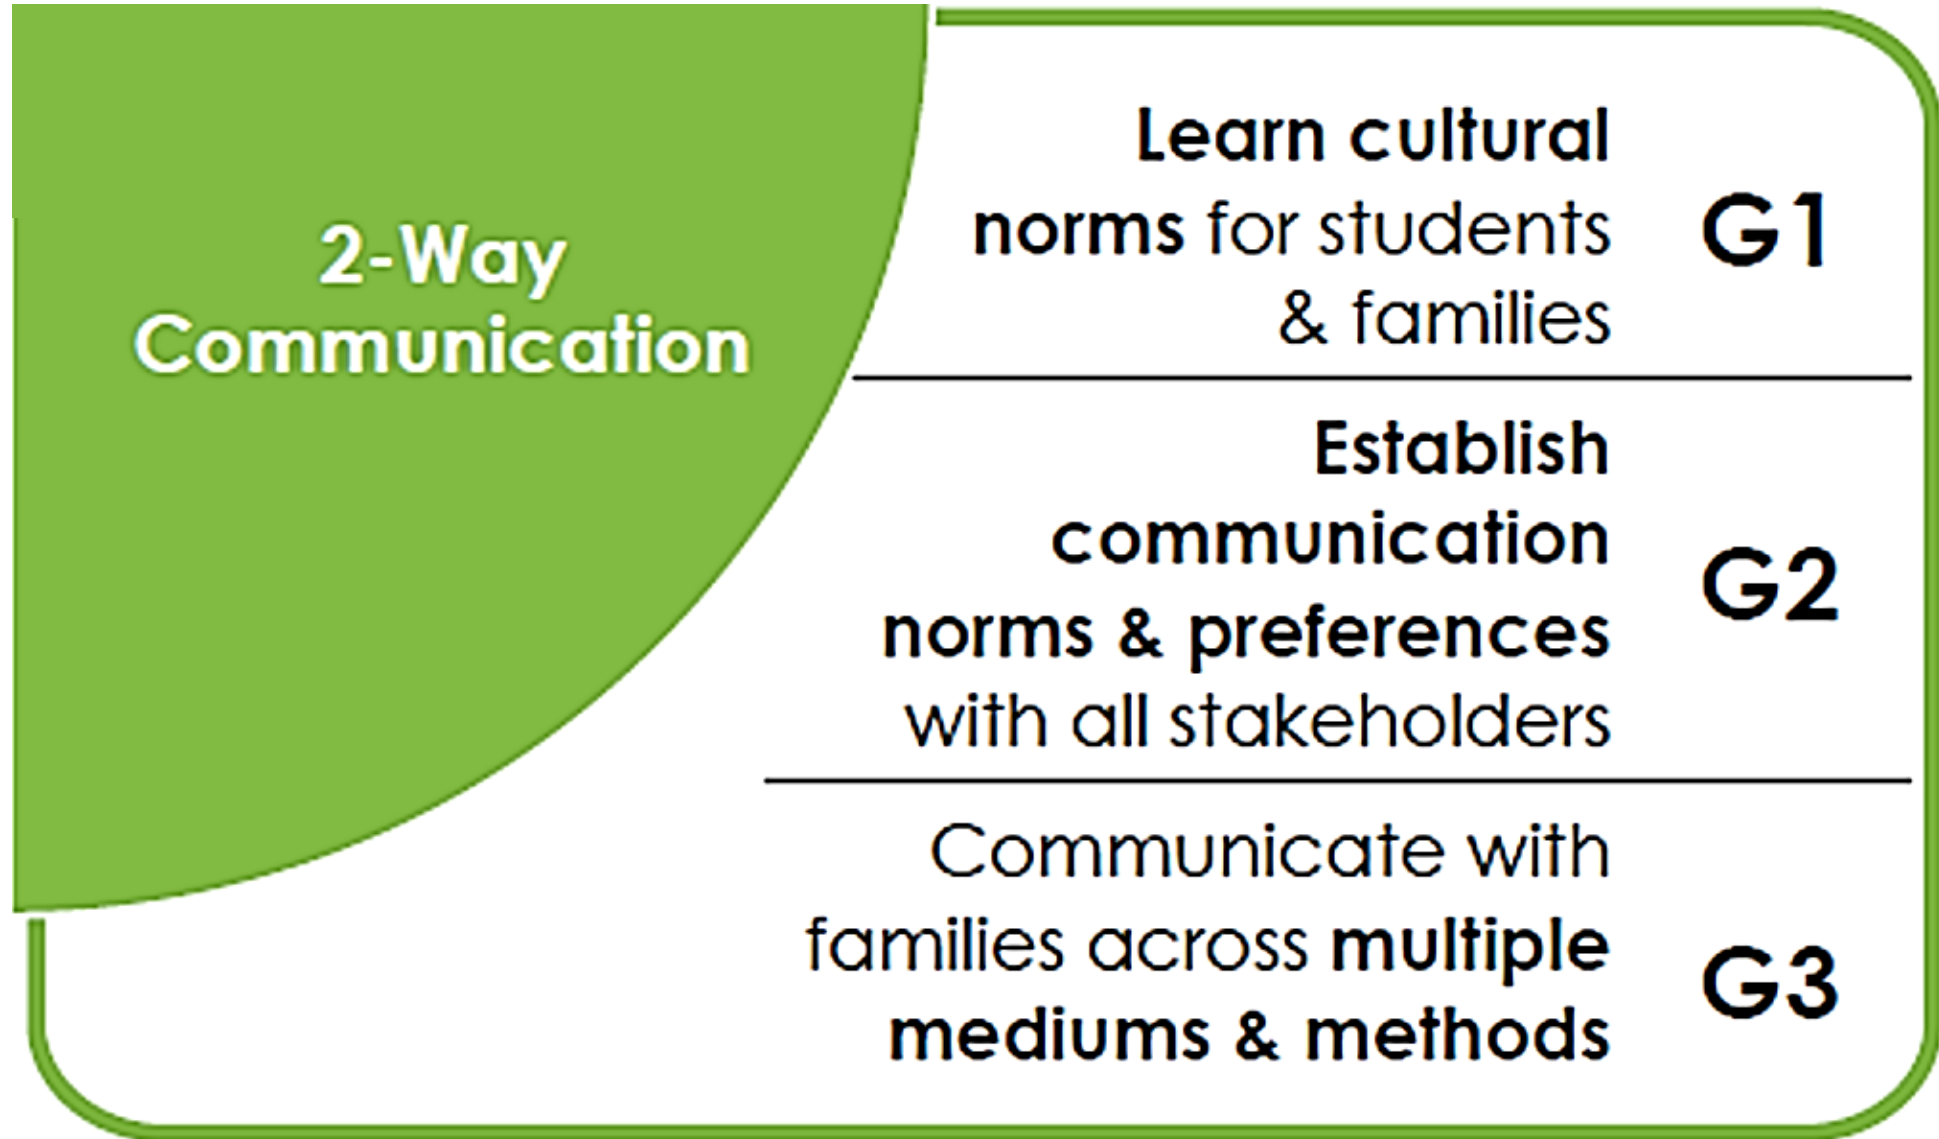 2-Way
Communication
Learn cultural
norms for students
& families
G1
Establish
communication
norms & preferences
with all stakeholders
G2
Communicate with
families across multiple
mediums & methods
G3